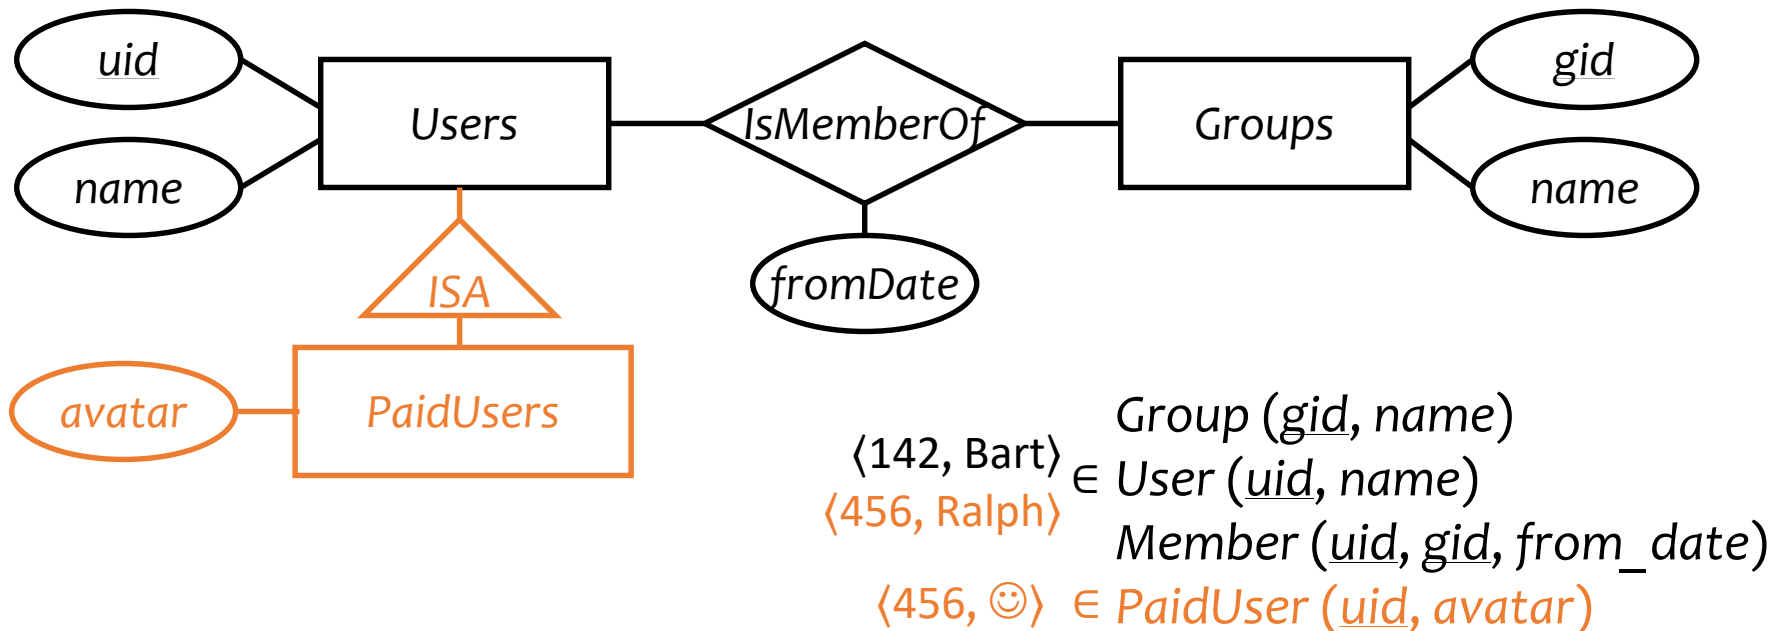 uid
name
Users
IsMemberOf
Groups
gid
name
fromDate
ISA
avatar
PaidUsers
Group (gid, name)
⟨142, Bart⟩
⟨456, Ralph⟩
∈ User (uid, name)
Member (uid, gid, from_date)
⟨456, ☺⟩ ∈ PaidUser (uid, avatar)